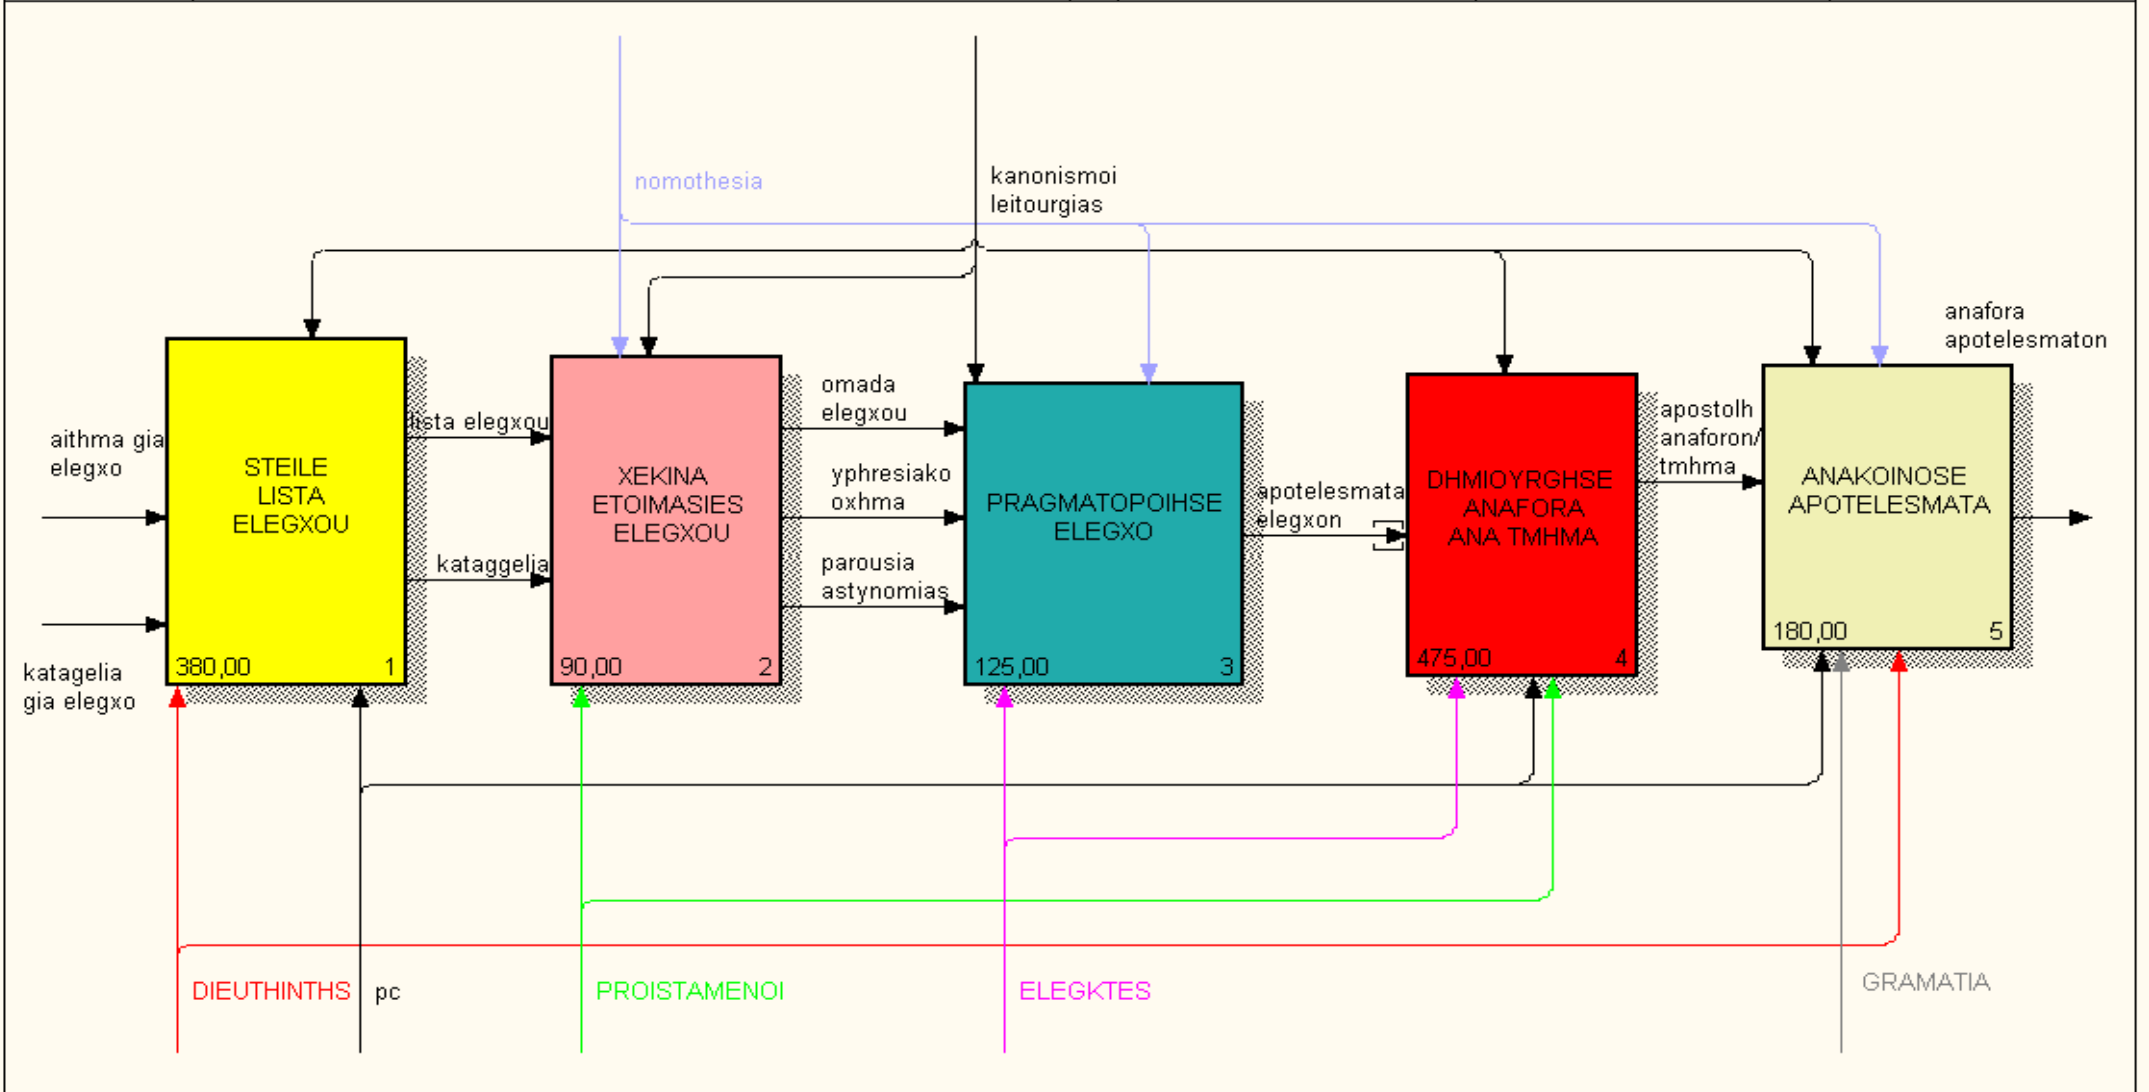 nomothesia
kanonismoi
leitourgias
anafora
apotelesmaton
aithma gia
elegxo
katagelia
gia elegxo
STEILE
LISTA
ELEGXOU
380,00 1
lista elegxou
kataggelia
XEKINA
ETOIMASIES
ELEGXOU
90,00 2
omada
elegxou
yphresiako
oxhma
parousia
astynomias
PRAGMATOPOIHSE
ELEGXO
125,00 3
apotelesmata
elegxon
DHMIOYRGHSE
ANAFORA
ANA TMHMA
475,00 4
apostolh
anaforon/
tmhma
ANAKOINOSE
APOTELESMATA
180,00 5
DIEUTHINTHS
pc
PROISTAMENOI
ELEGKTES
GRAMATIA